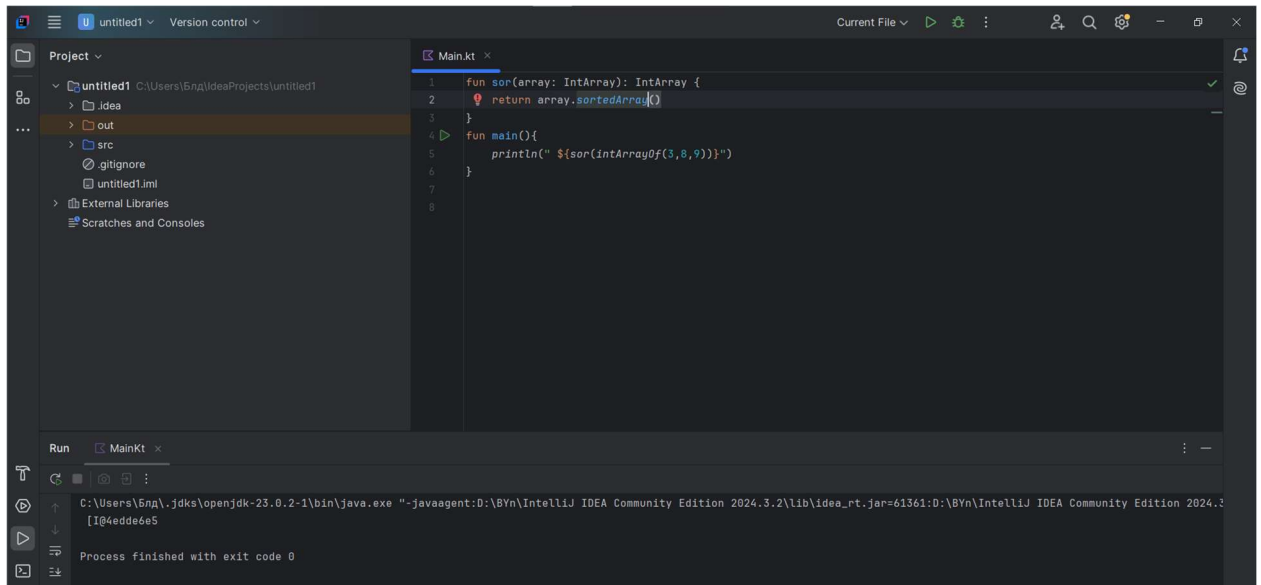 U untitled1 Version control Current File
Project
Main.kt
untitled1 C:\Users\Блд\IdeaProjects\untitled1
.idea
out
src
.gitignore
untitled1.iml
External Libraries
Scratches and Consoles
1 fun sor(array: IntArray): IntArray {
2 return array.sortedArray()
3 }
4 fun main(){
5 println(" ${sor(intArrayOf(3,8,9))}")
6 }
7
8
Run MainKt
C:\Users\Блд\.jdks\openjdk-23.0.2-1\bin\java.exe "-javaagent:D:\BYn\IntelliJ IDEA Community Edition 2024.3.2\lib\idea_rt.jar=61361:D:\BYn\IntelliJ IDEA Community Edition 2024.3
[I@4edde6e5
Process finished with exit code 0